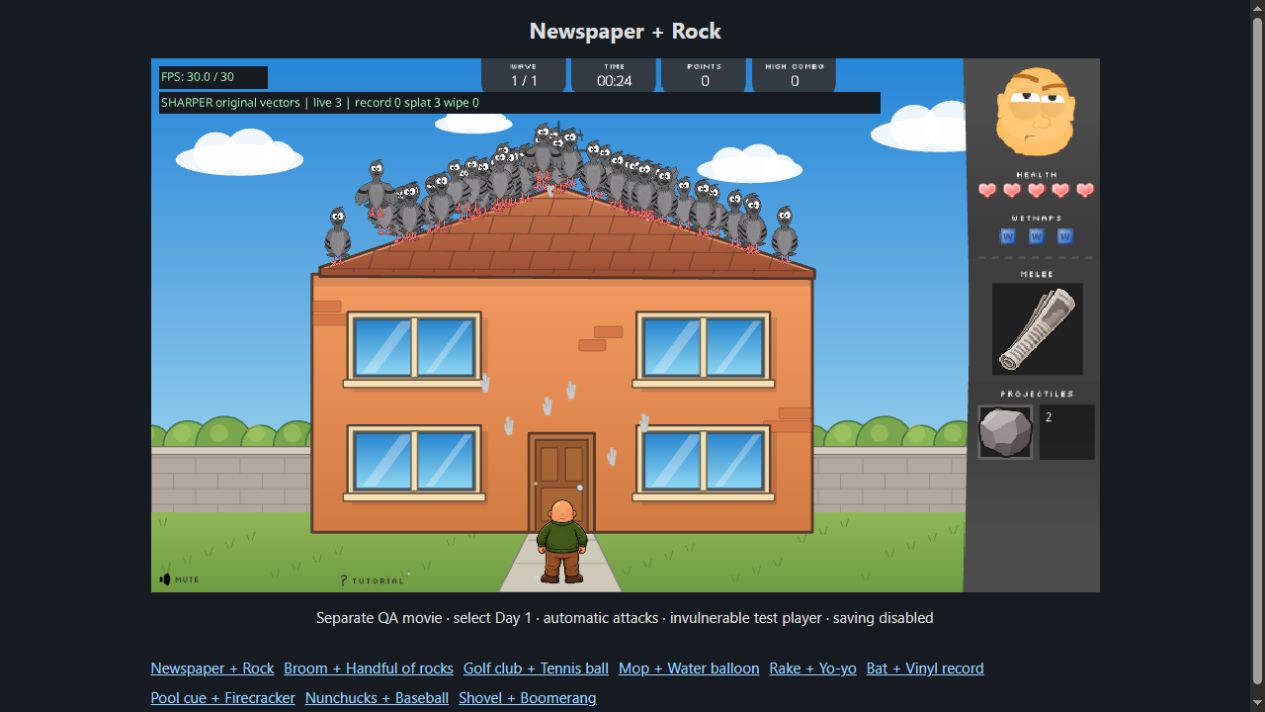 Newspaper + Rock
FPS: 30.0 / 30
WAVE
1 / 1
TIME
00:24
POINTS
0
HIGH COMBO
0
SHARPER original vectors | live 3 | record 0 splat 3 wipe 0
HEALTH
WETNAPS
W W W
MELEE
PROJECTILES
2
MUTE
? TUTORIAL
Separate QA movie · select Day 1 · automatic attacks · invulnerable test player · saving disabled
Newspaper + Rock Broom + Handful of rocks Golf club + Tennis ball Mop + Water balloon Rake + Yo-yo Bat + Vinyl record
Pool cue + Firecracker Nunchucks + Baseball Shovel + Boomerang